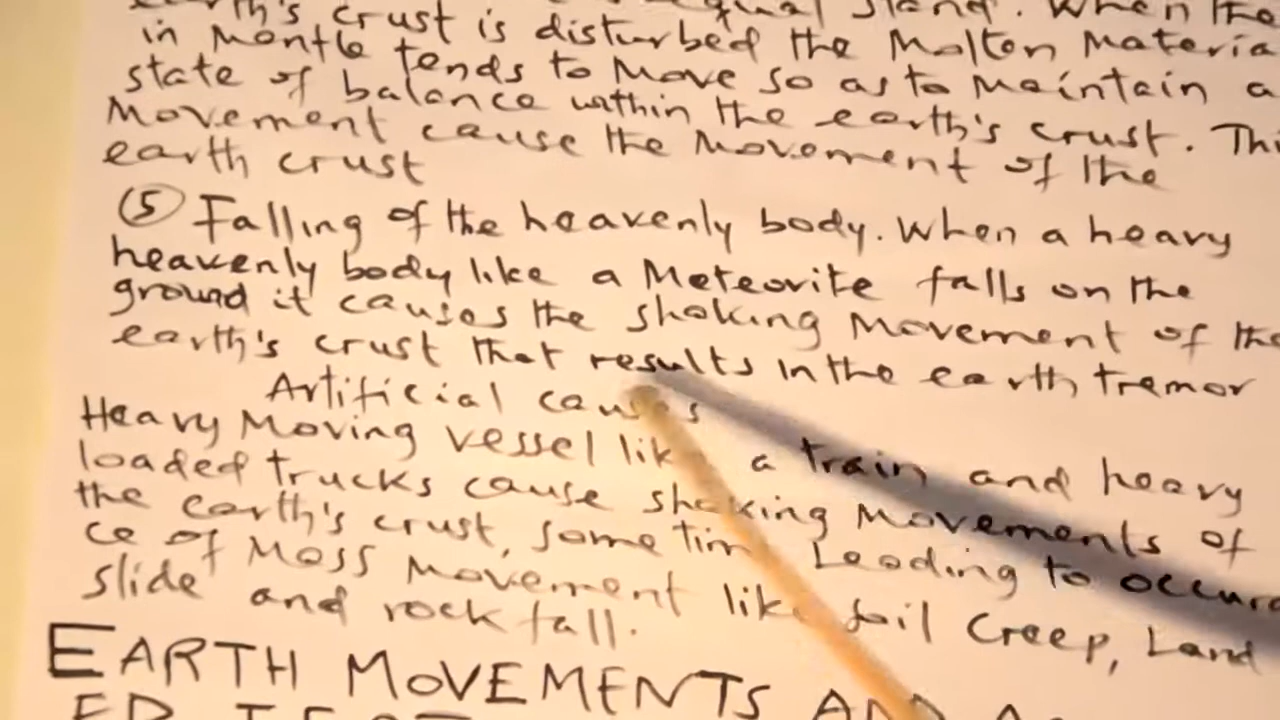 earth's crust is disturbed the Molten Materia
in Montle tends to Move so as to Maintain a
state of balance within the earth's crust. Thi
Movement cause the Movement of the
earth crust
⑤ Falling of the heavenly body. When a heavy
heavenly body like a Meteorite falls on the
ground it causes the shaking Movement of the
earth's crust that results in the earth tremor
Artificial causes
Heavy Moving vessel like a train and heavy
loaded trucks cause shaking Movements of
the earth's crust, some tim Leading to occura
ce of Mass Movement like soil Creep, Land
slide and rock fall.
EARTH MOVEMENTS AND